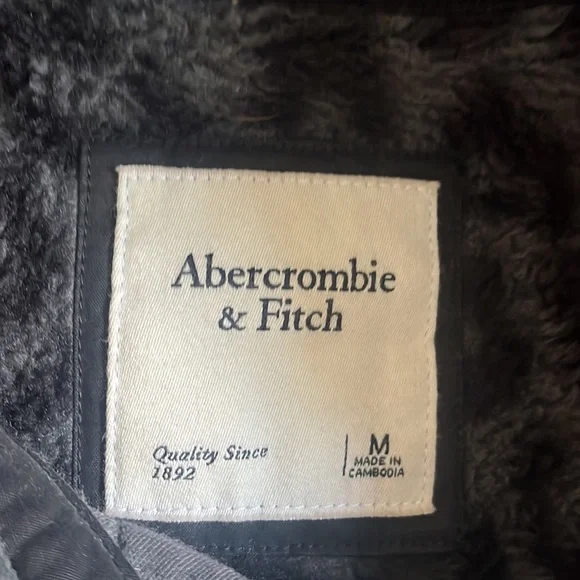 Abercrombie
& Fitch
Quality Since
1892
M
MADE IN
CAMBODIA